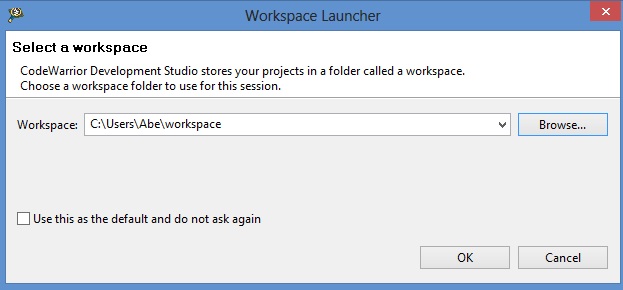 Workspace Launcher
Select a workspace
CodeWarrior Development Studio stores your projects in a folder called a workspace.
Choose a workspace folder to use for this session.
Workspace: C:\Users\Abe\workspace Browse...
Use this as the default and do not ask again
OK Cancel